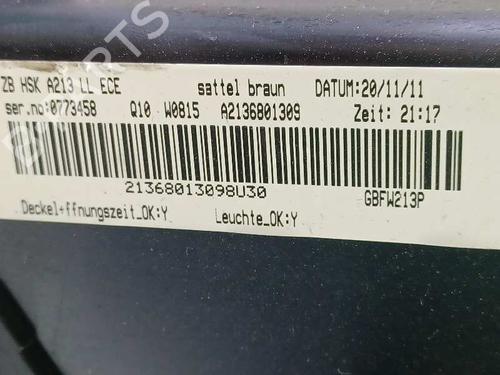 ZB HSK A213 LL ECE sattel braun DATUM:20/11/11
ser.no:0773458 Q10 W0815 A2136801309 Zeit: 21:17
21368013098U30 GBFW213P
Deckel+ffnungszeit_OK:Y Leuchte_OK:Y